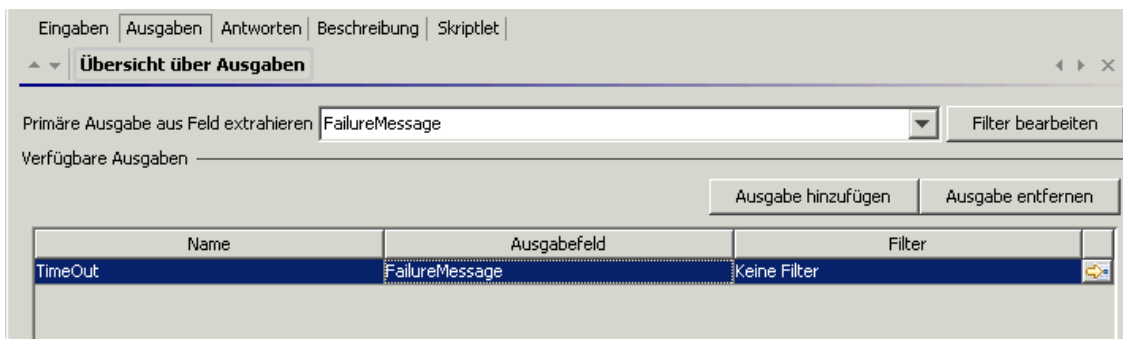 Eingaben Ausgaben Antworten Beschreibung Skriptlet
Übersicht über Ausgaben
Primäre Ausgabe aus Feld extrahieren FailureMessage Filter bearbeiten
Verfügbare Ausgaben
Ausgabe hinzufügen Ausgabe entfernen
Name Ausgabefeld Filter
TimeOut FailureMessage Keine Filter